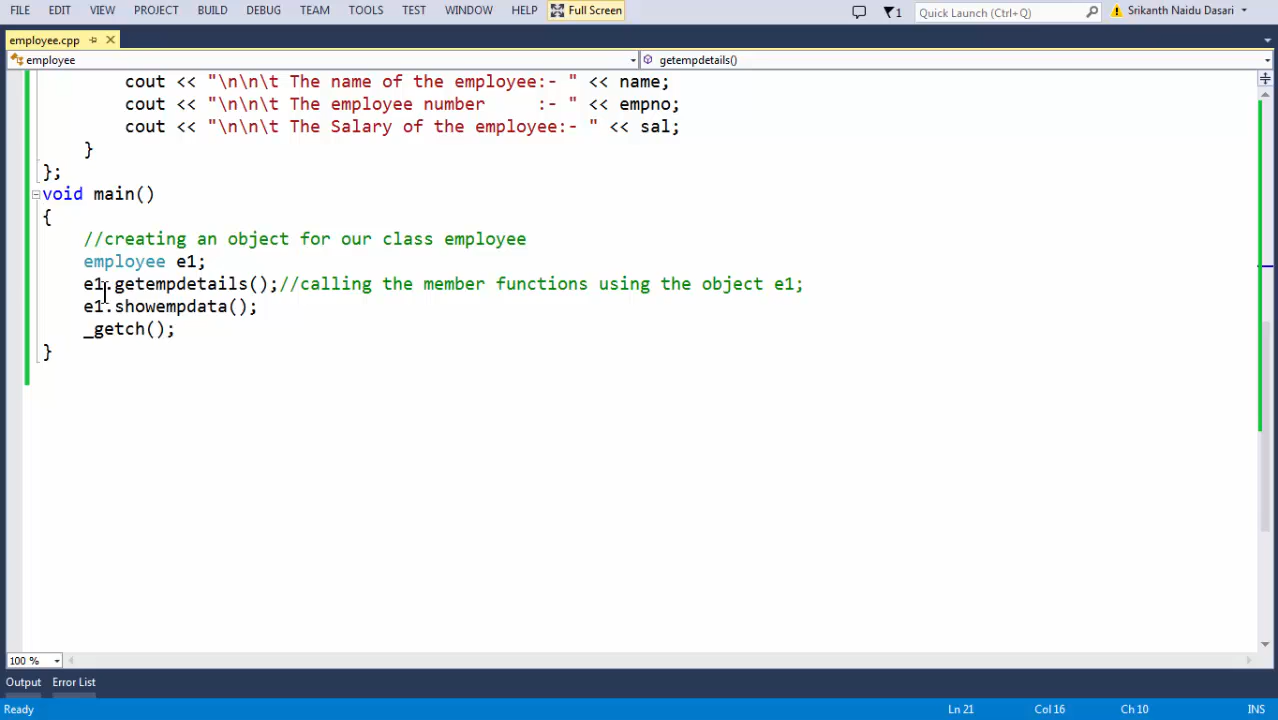 FILE EDIT VIEW PROJECT BUILD DEBUG TEAM TOOLS TEST WINDOW HELP Full Screen 1 Quick Launch (Ctrl+Q) Srikanth Naidu Dasari
employee.cpp
employee getempdetails()
cout << "\n\n\t The name of the employee:- " << name;
cout << "\n\n\t The employee number     :- " << empno;
cout << "\n\n\t The Salary of the employee:- " << sal;
}
};
void main()
{
//creating an object for our class employee
employee e1;
e1.getempdetails();//calling the member functions using the object e1;
e1.showempdata();
_getch();
}
100 %
Output Error List
Ready Ln 21 Col 16 Ch 10 INS